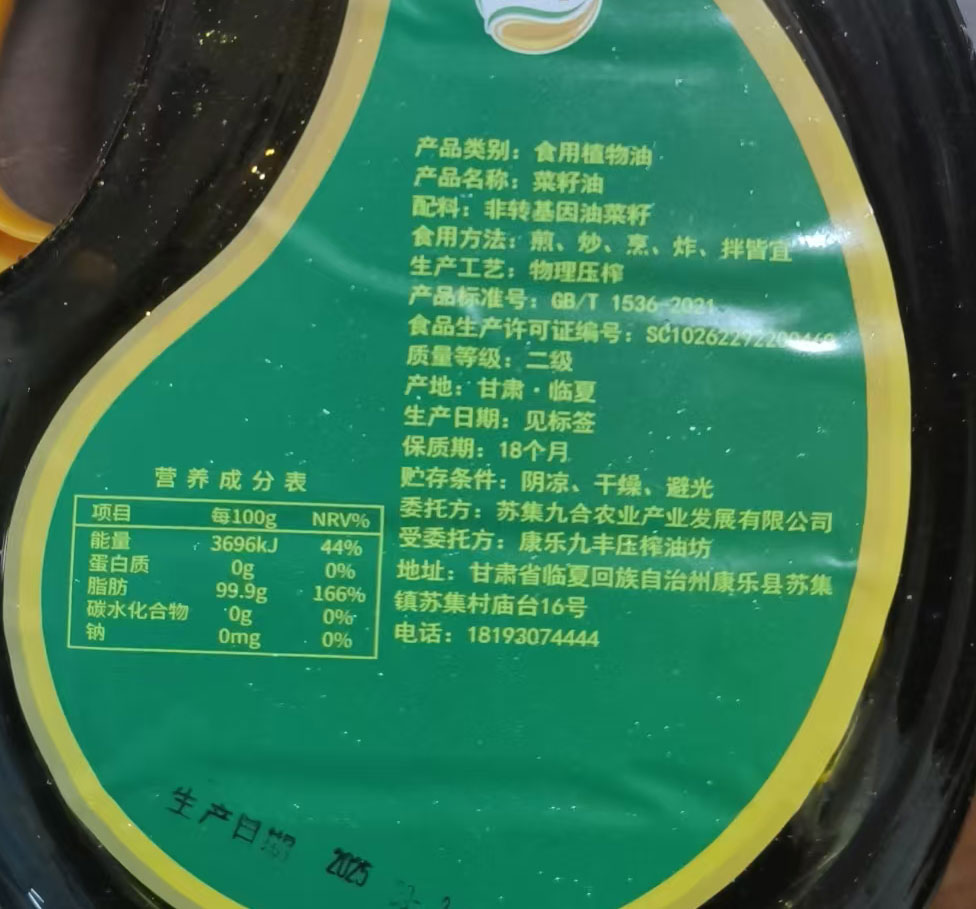 产品类别：食用植物油
产品名称：菜籽油
配料：非转基因油菜籽
食用方法：煎、炒、烹、炸、拌皆宜
生产工艺：物理压榨
产品标准号：GB/T 1536-2021
食品生产许可证编号：
质量等级：二级
产地：甘肃·临夏
生产日期：见标签
保质期：18个月
贮存条件：阴凉、干燥、避光
委托方：苏集九合农业产业发展有限公司
受委托方：康乐九丰压榨油坊
地址：甘肃省临夏回族自治州康乐县苏集
镇苏集村庙台16号
电话：18193074444
营养成分表
项目 每100g NRV%
能量 3696kJ 44%
蛋白质 0g 0%
脂肪 99.9g 166%
碳水化合物 0g 0%
钠 0mg 0%
生产日期 2025